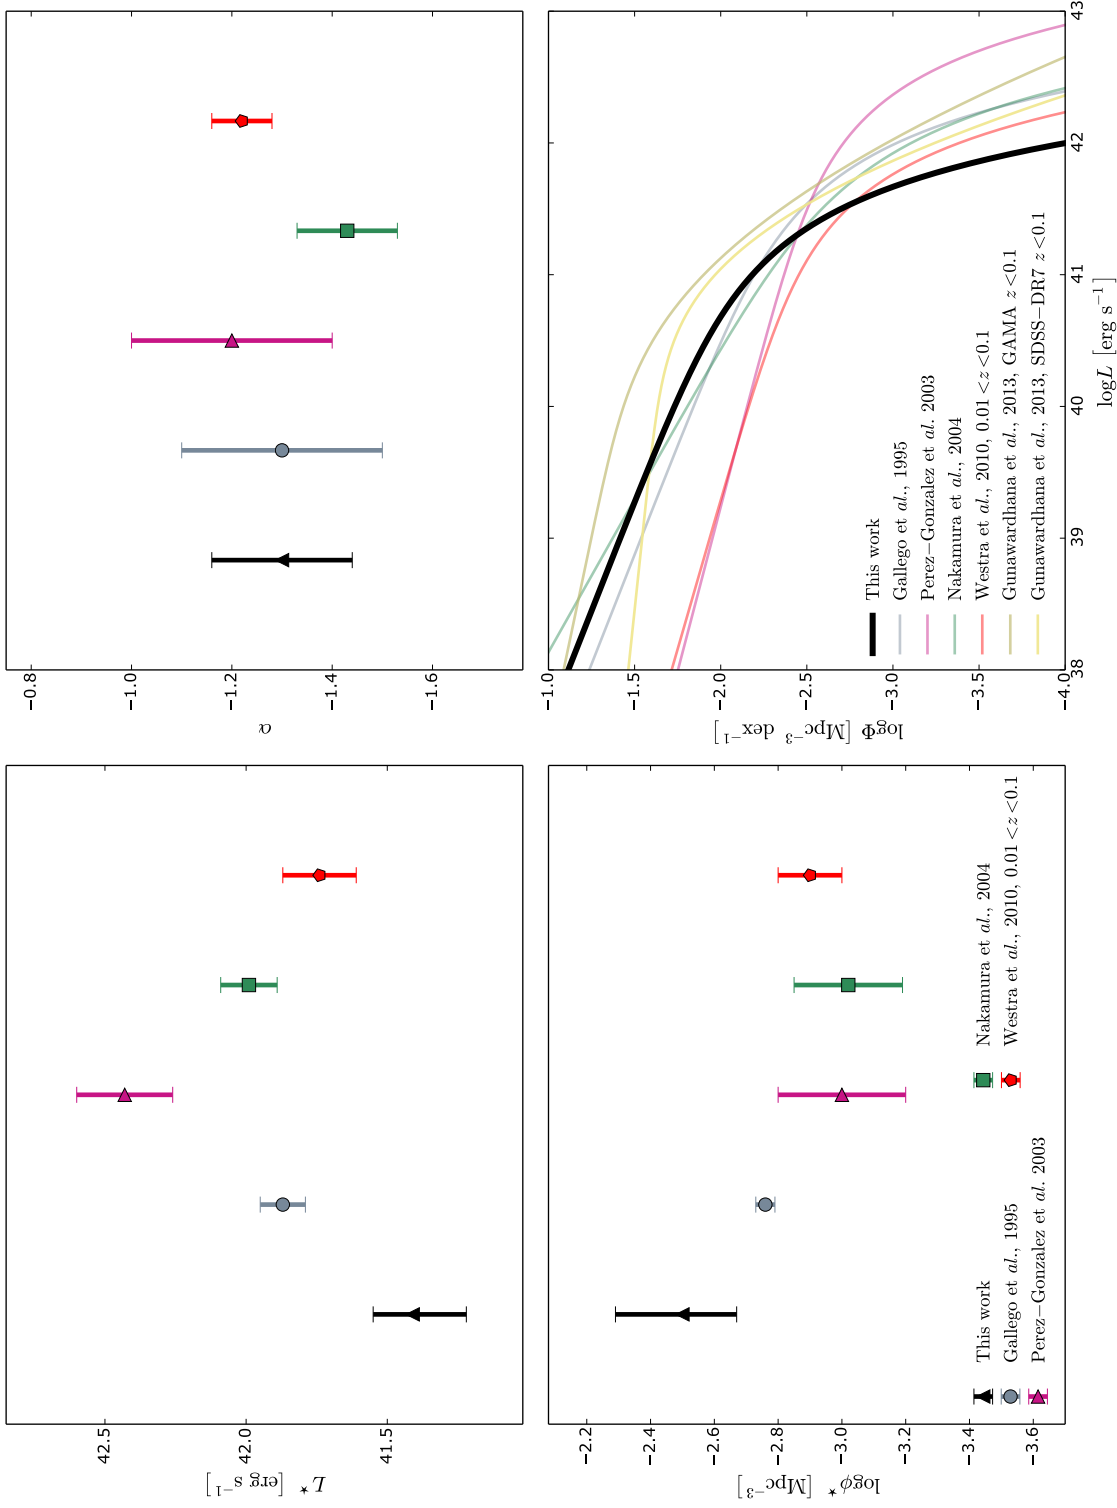 42.5
42.0
41.5
L⋆ [erg s⁻¹]
−0.8
−1.0
−1.2
−1.4
−1.6
α
−2.2
−2.4
−2.6
−2.8
−3.0
−3.2
−3.4
−3.6
logϕ⋆ [Mpc⁻³]
This work
Gallego et al., 1995
Perez−Gonzalez et al. 2003
Nakamura et al., 2004
Westra et al., 2010, 0.01<z<0.1
−1.0
−1.5
−2.0
−2.5
−3.0
−3.5
−4.0
logΦ [Mpc⁻³ dex⁻¹]
This work
Gallego et al., 1995
Perez−Gonzalez et al. 2003
Nakamura et al., 2004
Westra et al., 2010, 0.01<z<0.1
Gunawardhana et al., 2013, GAMA z<0.1
Gunawardhana et al., 2013, SDSS−DR7 z<0.1
38 39 40 41 42 43
logL [erg s⁻¹]